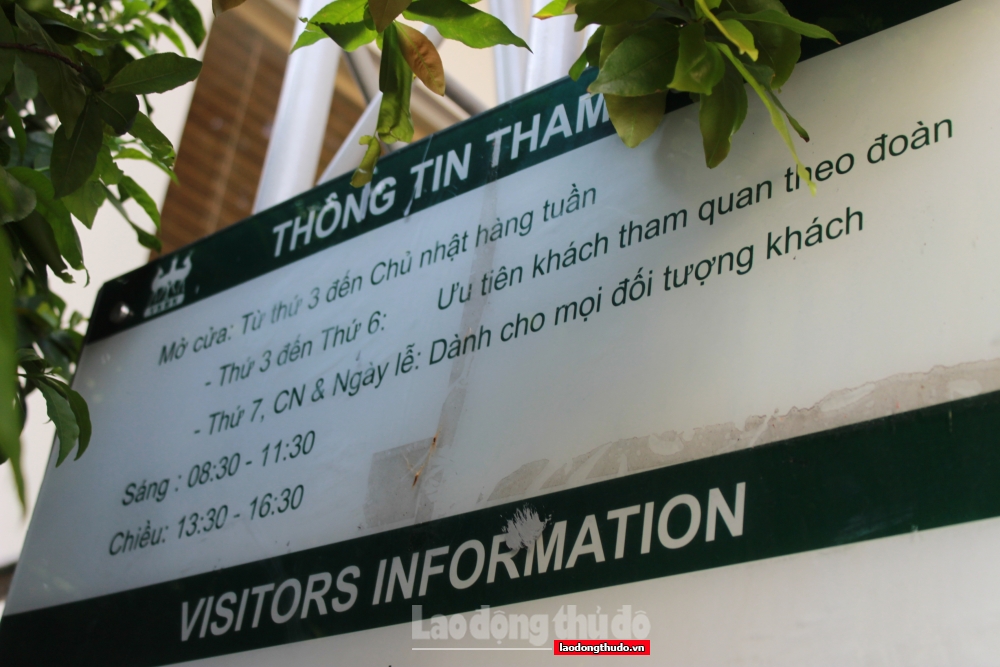 THÔNG TIN THAM
Mở cửa: Từ thứ 3 đến Chủ nhật hàng tuần
- Thứ 3 đến Thứ 6: Ưu tiên khách tham quan theo đoàn
- Thứ 7, CN & Ngày lễ: Dành cho mọi đối tượng khách
Sáng : 08:30 - 11:30
Chiều: 13:30 - 16:30
VISITORS INFORMATION
Lao động thủ đô
laodongthudo.vn